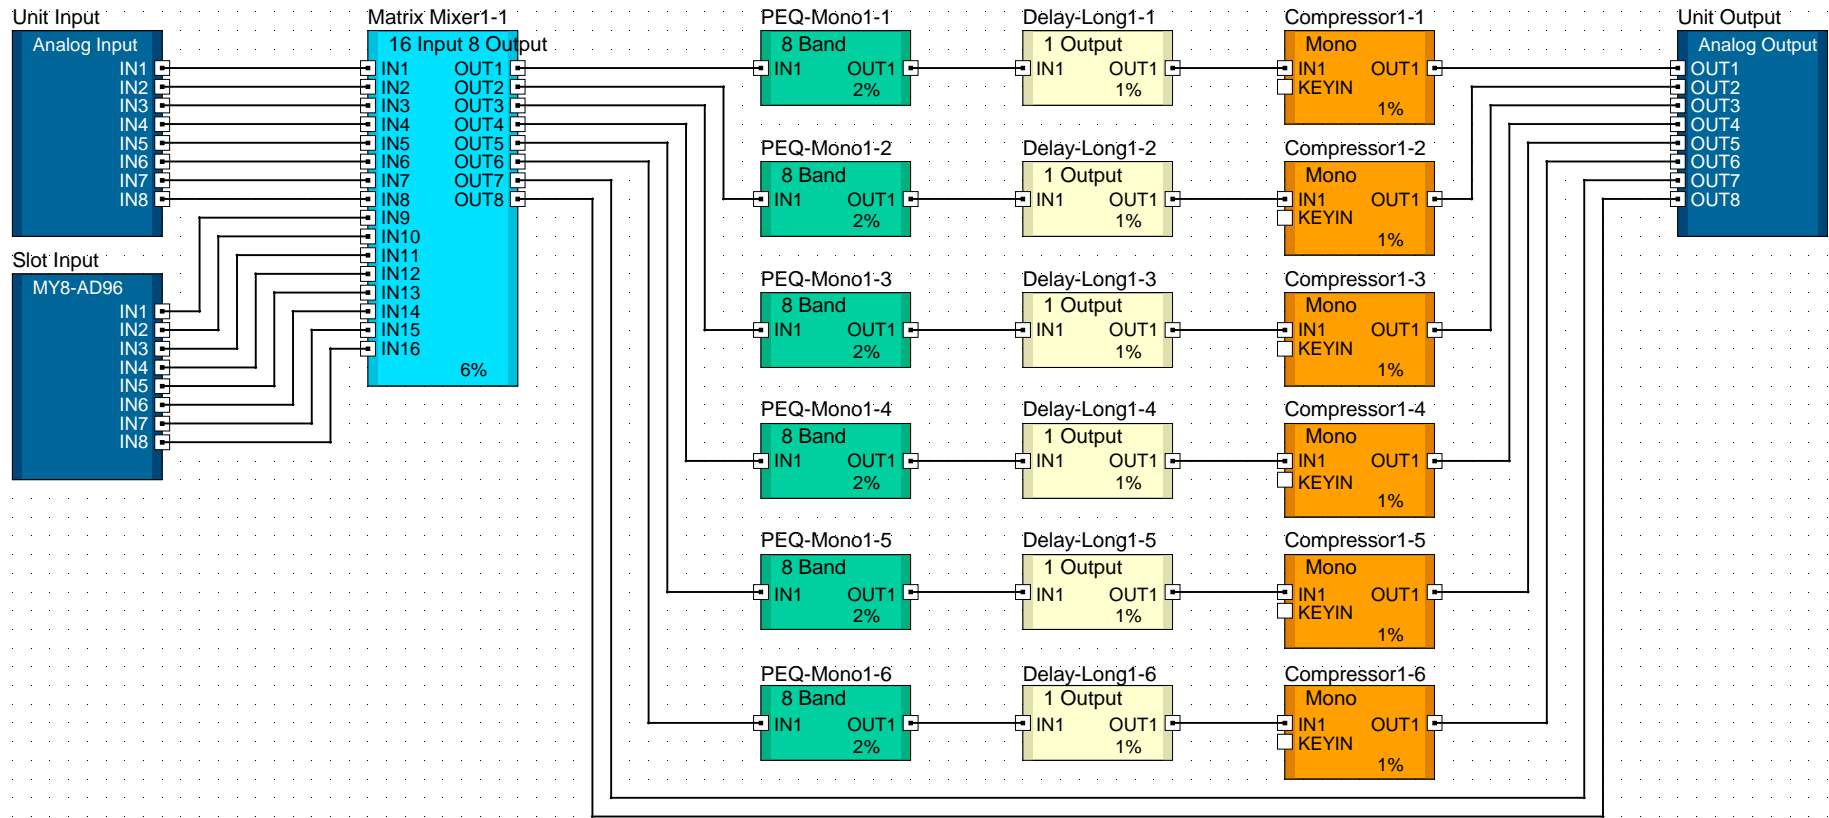 Unit Input
Analog Input
IN1
IN2
IN3
IN4
IN5
IN6
IN7
IN8
Slot Input
MY8-AD96
IN1
IN2
IN3
IN4
IN5
IN6
IN7
IN8
Matrix Mixer1-1
16 Input 8 Output
IN1 OUT1
IN2 OUT2
IN3 OUT3
IN4 OUT4
IN5 OUT5
IN6 OUT6
IN7 OUT7
IN8 OUT8
IN9
IN10
IN11
IN12
IN13
IN14
IN15
IN16
6%
PEQ-Mono1-1
8 Band
IN1 OUT1
2%
Delay-Long1-1
1 Output
IN1 OUT1
1%
Compressor1-1
Mono
IN1 OUT1
KEYIN
1%
PEQ-Mono1-2
8 Band
IN1 OUT1
2%
Delay-Long1-2
1 Output
IN1 OUT1
1%
Compressor1-2
Mono
IN1 OUT1
KEYIN
1%
PEQ-Mono1-3
8 Band
IN1 OUT1
2%
Delay-Long1-3
1 Output
IN1 OUT1
1%
Compressor1-3
Mono
IN1 OUT1
KEYIN
1%
PEQ-Mono1-4
8 Band
IN1 OUT1
2%
Delay-Long1-4
1 Output
IN1 OUT1
1%
Compressor1-4
Mono
IN1 OUT1
KEYIN
1%
PEQ-Mono1-5
8 Band
IN1 OUT1
2%
Delay-Long1-5
1 Output
IN1 OUT1
1%
Compressor1-5
Mono
IN1 OUT1
KEYIN
1%
PEQ-Mono1-6
8 Band
IN1 OUT1
2%
Delay-Long1-6
1 Output
IN1 OUT1
1%
Compressor1-6
Mono
IN1 OUT1
KEYIN
1%
Unit Output
Analog Output
OUT1
OUT2
OUT3
OUT4
OUT5
OUT6
OUT7
OUT8